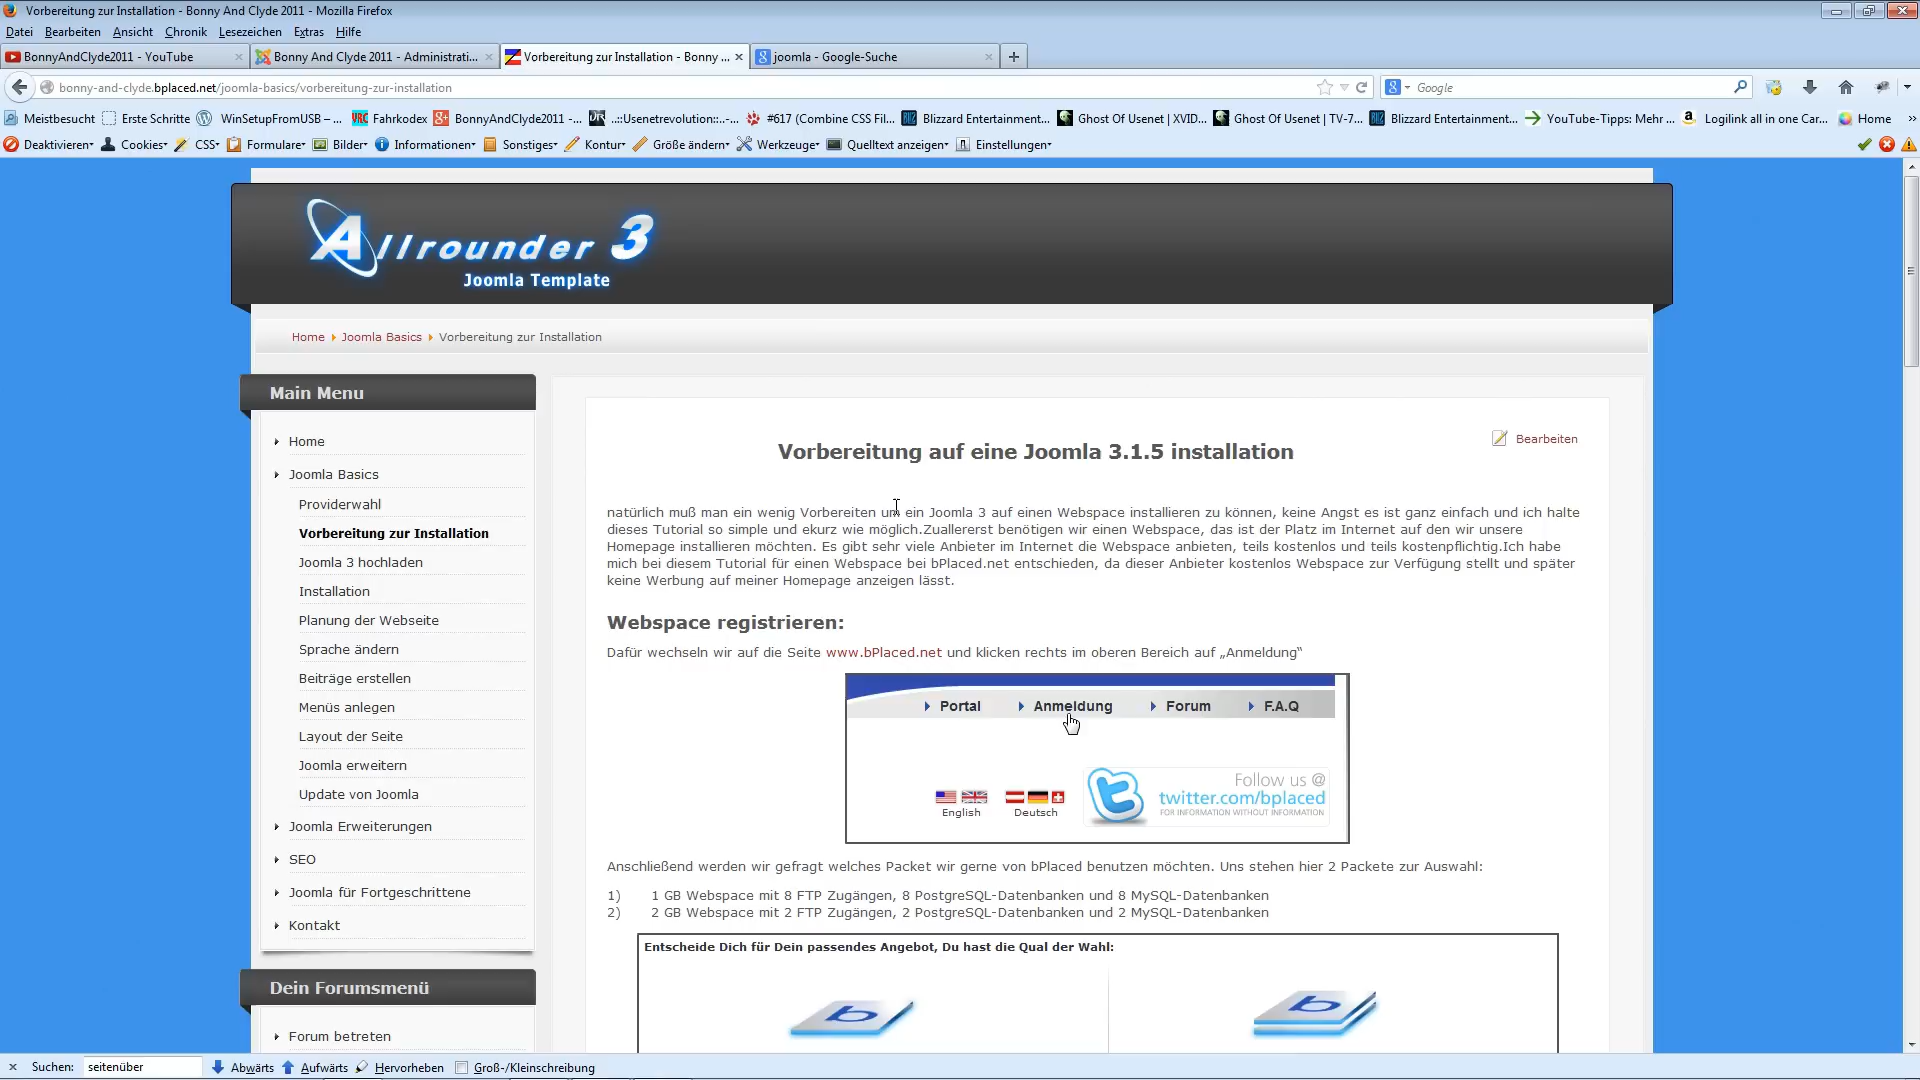 Vorbereitung zur Installation - Bonny And Clyde 2011 - Mozilla Firefox
Datei Bearbeiten Ansicht Chronik Lesezeichen Extras Hilfe
BonnyAndClyde2011 - YouTube
Bonny And Clyde 2011 - Administrati...
Vorbereitung zur Installation - Bonny ...
joomla - Google-Suche
bonny-and-clyde.bplaced.net/joomla-basics/vorbereitung-zur-installation
Google
Meistbesucht Erste Schritte WinSetupFromUSB – ... Fahrkodex BonnyAndClyde2011 -... ..::Usenetrevolution::..-... #617 (Combine CSS Fil... Blizzard Entertainment... Ghost Of Usenet | XVID... Ghost Of Usenet | TV-7... Blizzard Entertainment... YouTube-Tipps: Mehr ... Logilink all in one Car... Home
Deaktivieren Cookies CSS Formulare Bilder Informationen Sonstiges Kontur Größe ändern Werkzeuge Quelltext anzeigen Einstellungen
Allrounder 3
Joomla Template
Home Joomla Basics Vorbereitung zur Installation
Main Menu
Home
Joomla Basics
Providerwahl
Vorbereitung zur Installation
Joomla 3 hochladen
Installation
Planung der Webseite
Sprache ändern
Beiträge erstellen
Menüs anlegen
Layout der Seite
Joomla erweitern
Update von Joomla
Joomla Erweiterungen
SEO
Joomla für Fortgeschrittene
Kontakt
Dein Forumsmenü
Forum betreten
Bearbeiten
Vorbereitung auf eine Joomla 3.1.5 installation
natürlich muß man ein wenig Vorbereiten um ein Joomla 3 auf einen Webspace installieren zu können, keine Angst es ist ganz einfach und ich halte
dieses Tutorial so simple und ekurz wie möglich.Zuallererst benötigen wir einen Webspace, das ist der Platz im Internet auf den wir unsere
Homepage installieren möchten. Es gibt sehr viele Anbieter im Internet die Webspace anbieten, teils kostenlos und teils kostenpflichtig.Ich habe
mich bei diesem Tutorial für einen Webspace bei bPlaced.net entschieden, da dieser Anbieter kostenlos Webspace zur Verfügung stellt und später
keine Werbung auf meiner Homepage anzeigen lässt.
Webspace registrieren:
Dafür wechseln wir auf die Seite www.bPlaced.net und klicken rechts im oberen Bereich auf „Anmeldung“
Portal Anmeldung Forum F.A.Q
Follow us @
twitter.com/bplaced
FOR INFORMATION WITHOUT INFORMATION
English Deutsch
Anschließend werden wir gefragt welches Packet wir gerne von bPlaced benutzen möchten. Uns stehen hier 2 Packete zur Auswahl:
1) 1 GB Webspace mit 8 FTP Zugängen, 8 PostgreSQL-Datenbanken und 8 MySQL-Datenbanken
2) 2 GB Webspace mit 2 FTP Zugängen, 2 PostgreSQL-Datenbanken und 2 MySQL-Datenbanken
Entscheide Dich für Dein passendes Angebot, Du hast die Qual der Wahl:
b b
Suchen: seitenüber Abwärts Aufwärts Hervorheben Groß-/Kleinschreibung